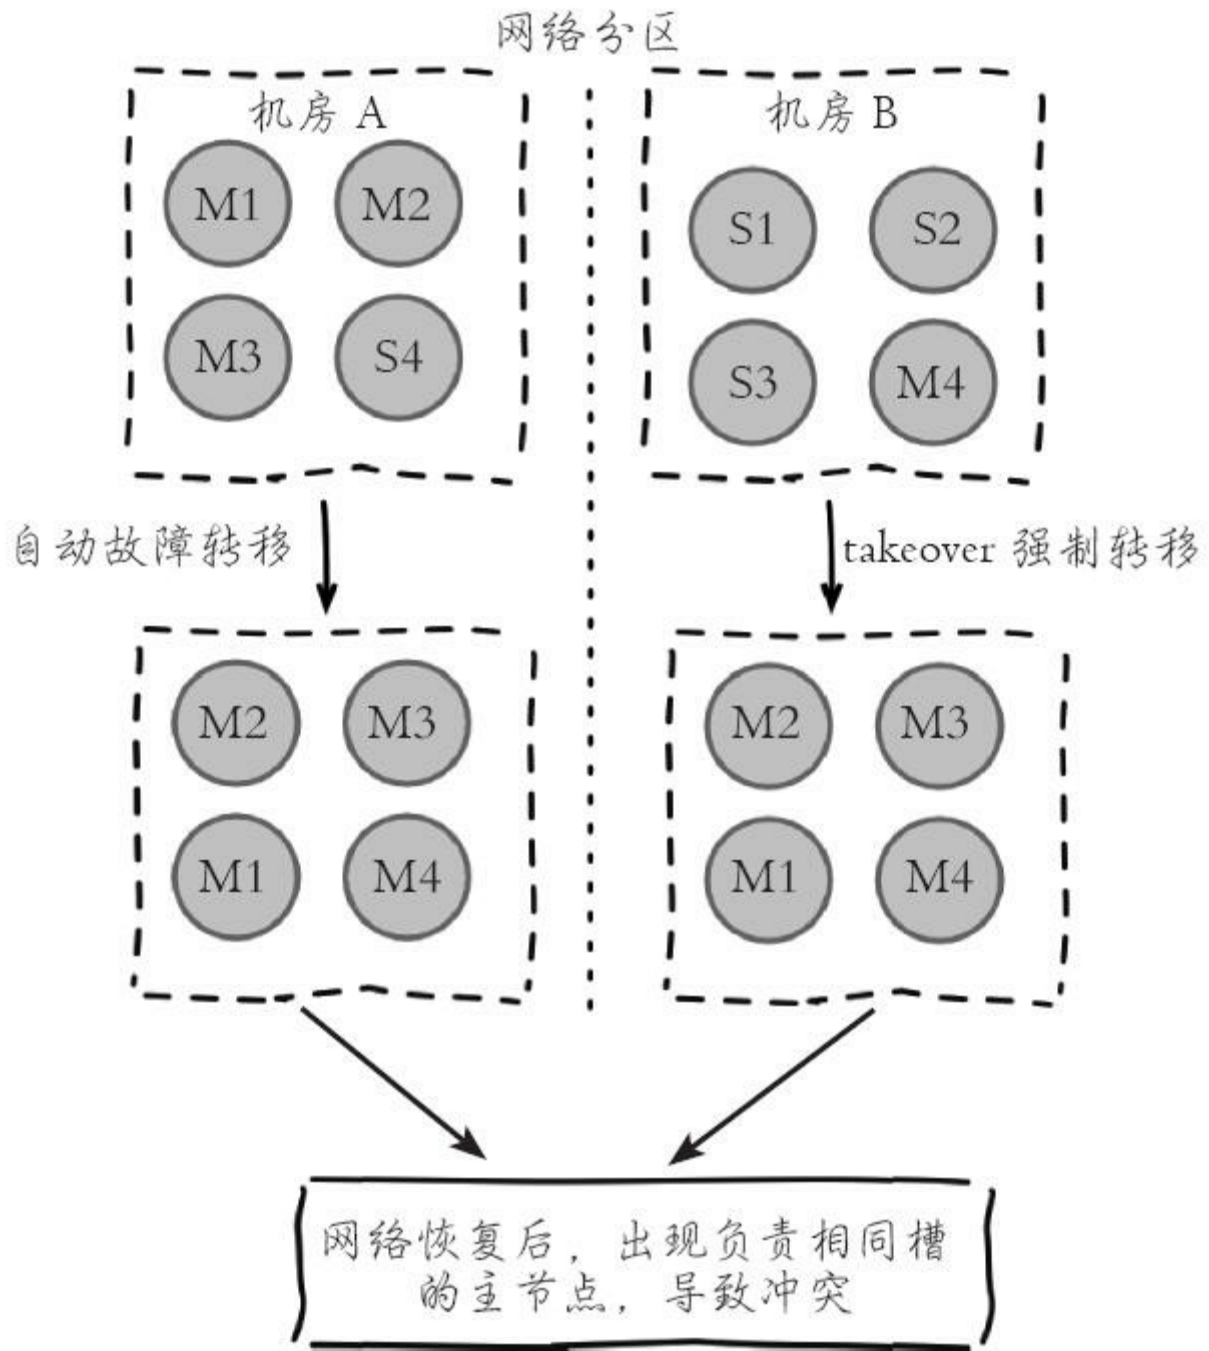 网络分区
机房 A
机房 B
M1
M2
S1
S2
M3
S4
S3
M4
自动故障转移
takeover 强制转移
M2
M3
M2
M3
M1
M4
M1
M4
网络恢复后，出现负责相同槽
的主节点，导致冲突